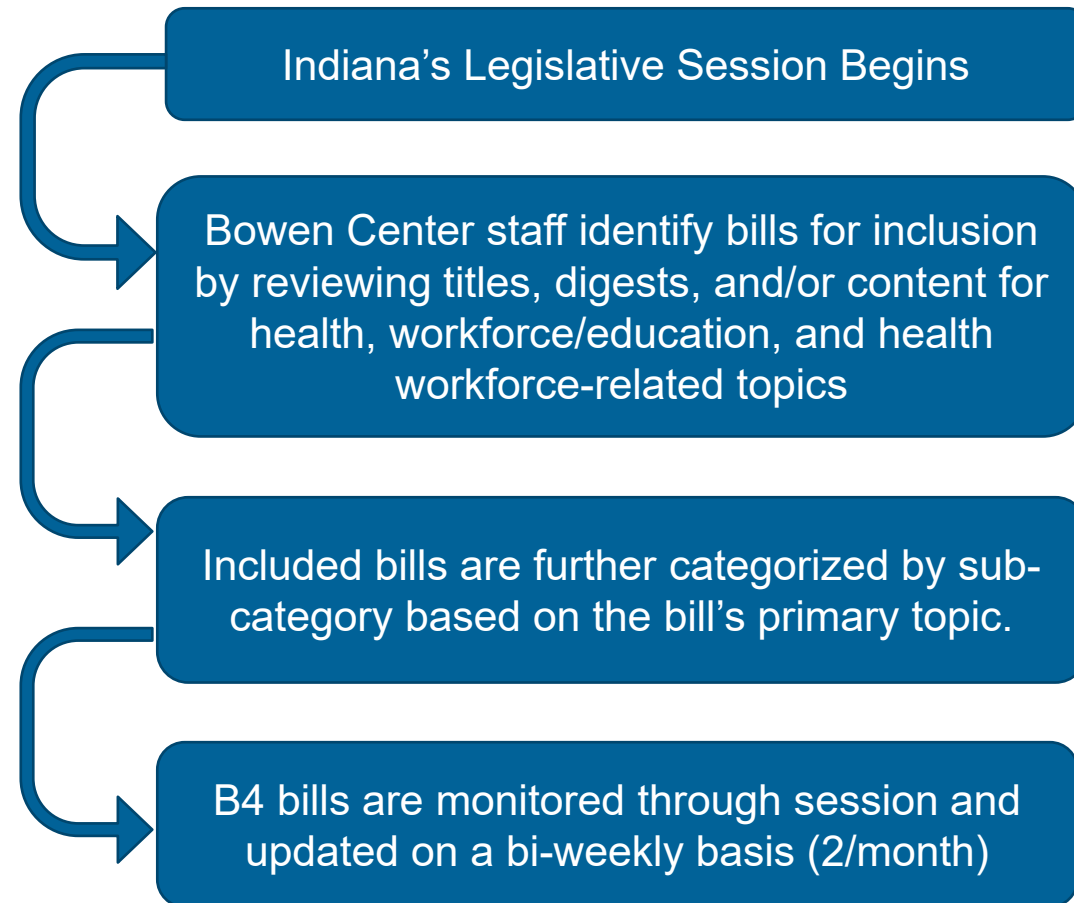 Indiana’s Legislative Session Begins
Bowen Center staff identify bills for inclusion
by reviewing titles, digests, and/or content for
health, workforce/education, and health
workforce-related topics
Included bills are further categorized by sub-
category based on the bill’s primary topic.
B4 bills are monitored through session and
updated on a bi-weekly basis (2/month)